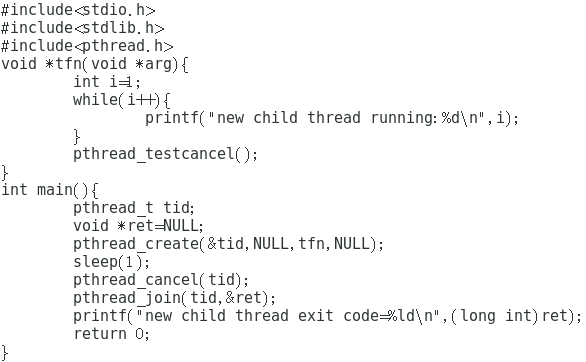 #include<stdio.h>
#include<stdlib.h>
#include<pthread.h>
void *tfn(void *arg){
        int i=1;
        while(i++){
                printf("new child thread running:%d\n",i);
        }
        pthread_testcancel();
}
int main(){
        pthread_t tid;
        void *ret=NULL;
        pthread_create(&tid,NULL,tfn,NULL);
        sleep(1);
        pthread_cancel(tid);
        pthread_join(tid,&ret);
        printf("new child thread exit code=%ld\n",(long int)ret);
        return 0;
}